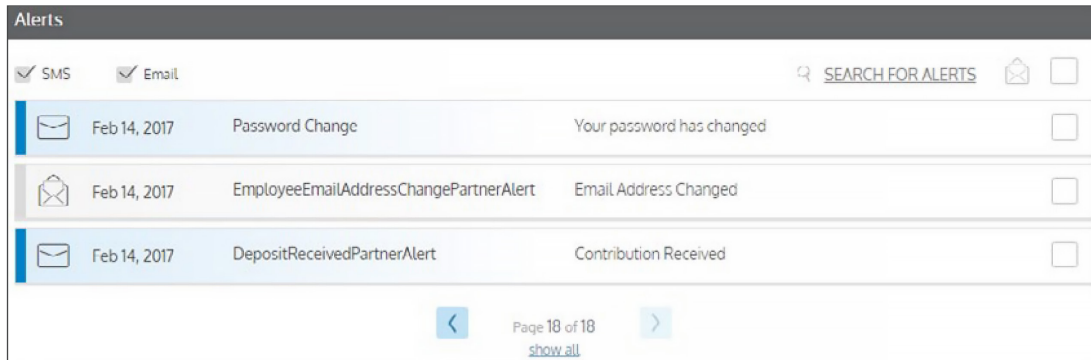 Alerts
SMS Email SEARCH FOR ALERTS
Feb 14, 2017 Password Change Your password has changed
Feb 14, 2017 EmployeeEmailAddressChangePartnerAlert Email Address Changed
Feb 14, 2017 DepositReceivedPartnerAlert Contribution Received
Page 18 of 18
show all